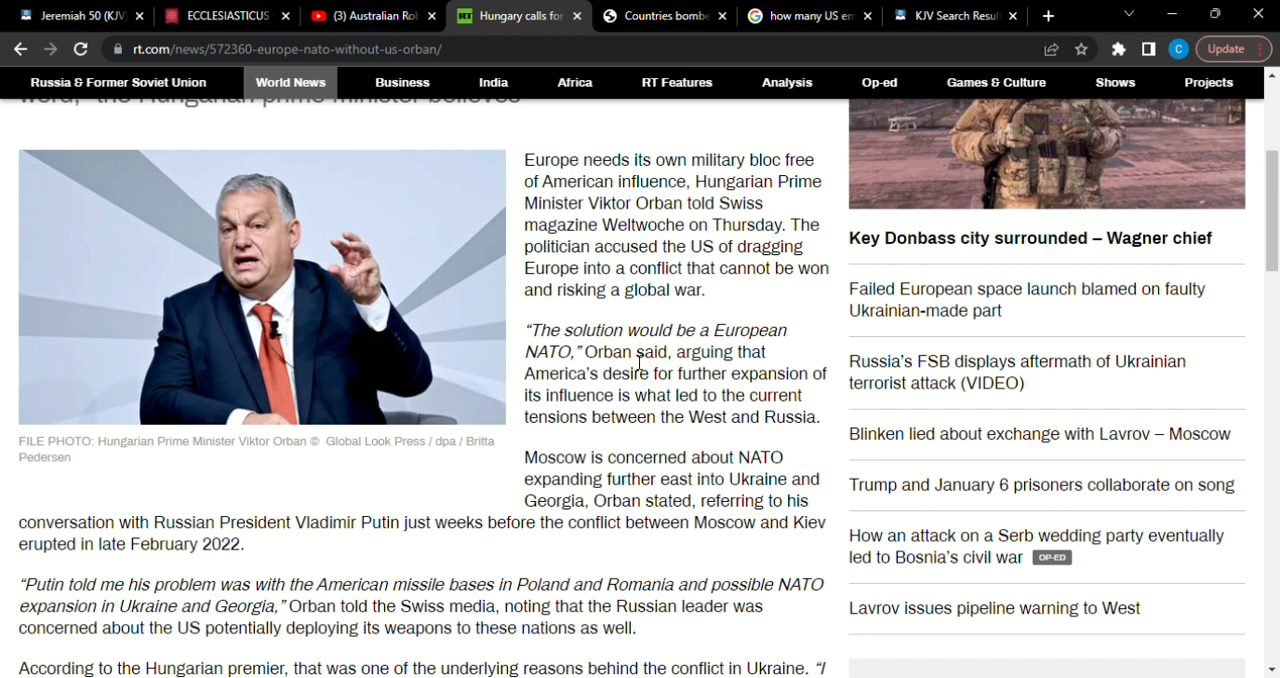 Jeremiah 50 (KJV)
ECCLESIASTICUS
(3) Australian Ro
Hungary calls for
Countries bombe
how many US em
KJV Search Resul
rt.com/news/572360-europe-nato-without-us-orban/
C
Update
Russia & Former Soviet Union World News Business India Africa RT Features Analysis Op-ed Games & Culture Shows Projects
word," the Hungarian prime minister believes
Europe needs its own military bloc free
of American influence, Hungarian Prime
Minister Viktor Orban told Swiss
magazine Weltwoche on Thursday. The
politician accused the US of dragging
Europe into a conflict that cannot be won
and risking a global war.
“The solution would be a European
NATO,” Orban said, arguing that
America’s desire for further expansion of
its influence is what led to the current
tensions between the West and Russia.
FILE PHOTO: Hungarian Prime Minister Viktor Orban © Global Look Press / dpa / Britta
Pedersen
Moscow is concerned about NATO
expanding further east into Ukraine and
Georgia, Orban stated, referring to his
conversation with Russian President Vladimir Putin just weeks before the conflict between Moscow and Kiev
erupted in late February 2022.
“Putin told me his problem was with the American missile bases in Poland and Romania and possible NATO
expansion in Ukraine and Georgia,” Orban told the Swiss media, noting that the Russian leader was
concerned about the US potentially deploying its weapons to these nations as well.
According to the Hungarian premier, that was one of the underlying reasons behind the conflict in Ukraine. “I
Key Donbass city surrounded – Wagner chief
Failed European space launch blamed on faulty
Ukrainian-made part
Russia’s FSB displays aftermath of Ukrainian
terrorist attack (VIDEO)
Blinken lied about exchange with Lavrov – Moscow
Trump and January 6 prisoners collaborate on song
How an attack on a Serb wedding party eventually
led to Bosnia’s civil war OP-ED
Lavrov issues pipeline warning to West